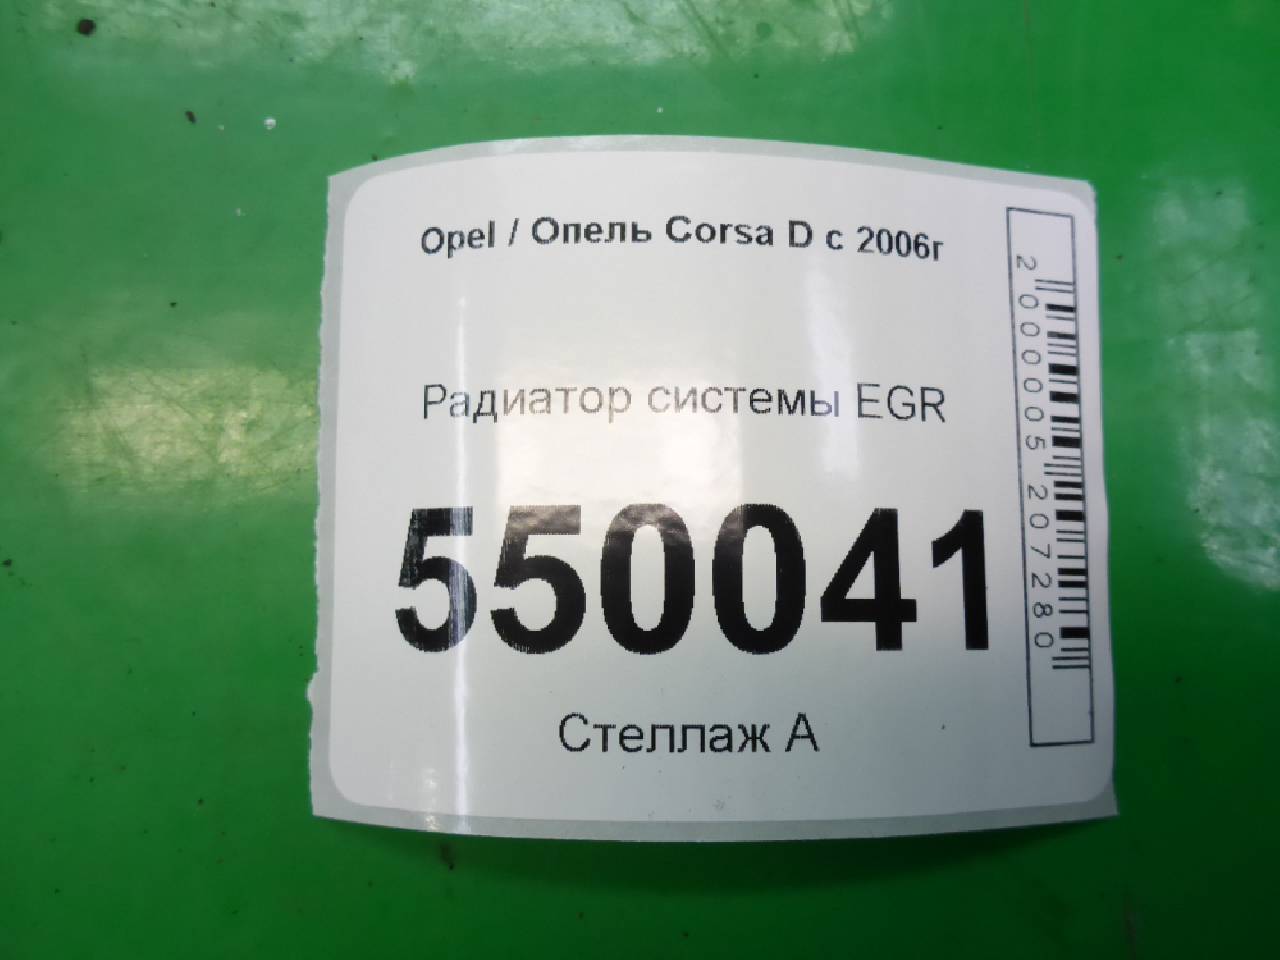 Opel / Опель Corsa D с 2006г
Радиатор системы EGR
550041
Стеллаж А
2000005207280